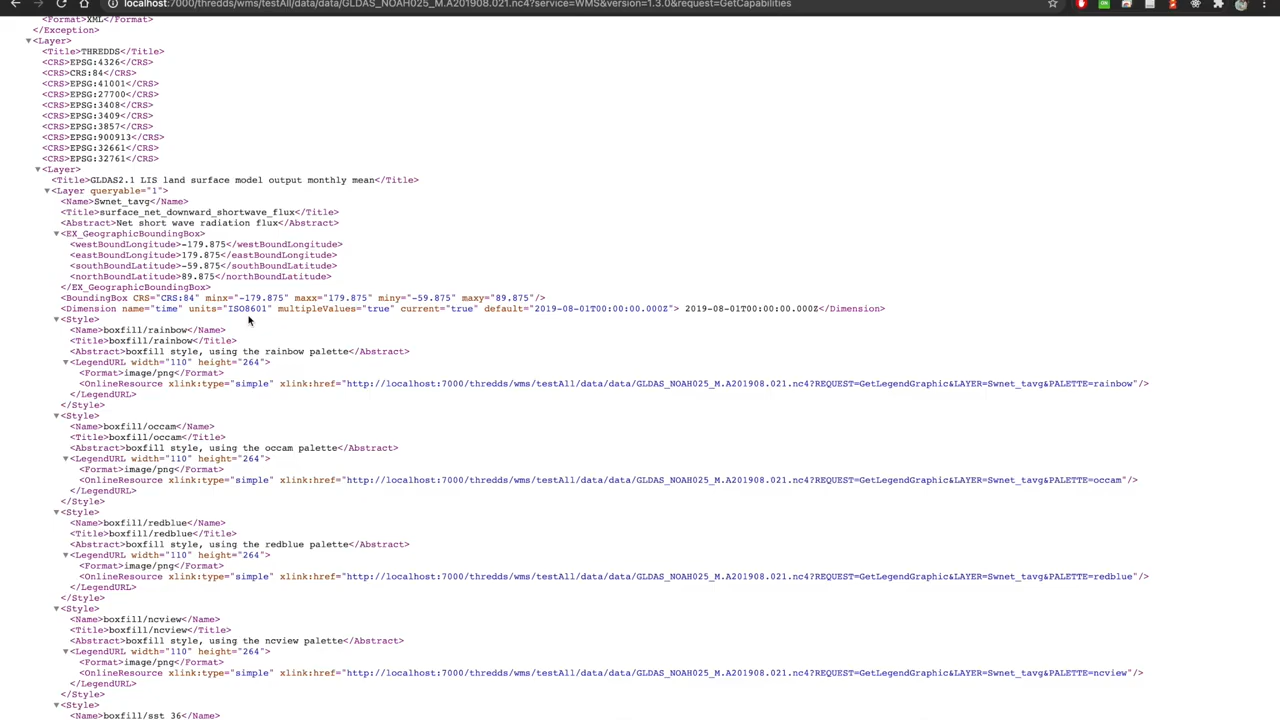 localhost:7000/thredds/wms/testAll/data/data/GLDAS_NOAH025_M.A201908.021.nc4?service=WMS&version=1.3.0&request=GetCapabilities
<Format>XML</Format>
</Exception>
▼<Layer>
<Title>THREDDS</Title>
<CRS>EPSG:4326</CRS>
<CRS>CRS:84</CRS>
<CRS>EPSG:41001</CRS>
<CRS>EPSG:27700</CRS>
<CRS>EPSG:3408</CRS>
<CRS>EPSG:3409</CRS>
<CRS>EPSG:3857</CRS>
<CRS>EPSG:900913</CRS>
<CRS>EPSG:32661</CRS>
<CRS>EPSG:32761</CRS>
▼<Layer>
<Title>GLDAS2.1 LIS land surface model output monthly mean</Title>
▼<Layer queryable="1">
<Name>Swnet_tavg</Name>
<Title>surface_net_downward_shortwave_flux</Title>
<Abstract>Net short wave radiation flux</Abstract>
▼<EX_GeographicBoundingBox>
<westBoundLongitude>-179.875</westBoundLongitude>
<eastBoundLongitude>179.875</eastBoundLongitude>
<southBoundLatitude>-59.875</southBoundLatitude>
<northBoundLatitude>89.875</northBoundLatitude>
</EX_GeographicBoundingBox>
<BoundingBox CRS="CRS:84" minx="-179.875" maxx="179.875" miny="-59.875" maxy="89.875"/>
<Dimension name="time" units="ISO8601" multipleValues="true" current="true" default="2019-08-01T00:00:00.000Z"> 2019-08-01T00:00:00.000Z</Dimension>
▼<Style>
<Name>boxfill/rainbow</Name>
<Title>boxfill/rainbow</Title>
<Abstract>boxfill style, using the rainbow palette</Abstract>
▼<LegendURL width="110" height="264">
<Format>image/png</Format>
<OnlineResource xlink:type="simple" xlink:href="http://localhost:7000/thredds/wms/testAll/data/data/GLDAS_NOAH025_M.A201908.021.nc4?REQUEST=GetLegendGraphic&LAYER=Swnet_tavg&PALETTE=rainbow"/>
</LegendURL>
</Style>
▼<Style>
<Name>boxfill/occam</Name>
<Title>boxfill/occam</Title>
<Abstract>boxfill style, using the occam palette</Abstract>
▼<LegendURL width="110" height="264">
<Format>image/png</Format>
<OnlineResource xlink:type="simple" xlink:href="http://localhost:7000/thredds/wms/testAll/data/data/GLDAS_NOAH025_M.A201908.021.nc4?REQUEST=GetLegendGraphic&LAYER=Swnet_tavg&PALETTE=occam"/>
</LegendURL>
</Style>
▼<Style>
<Name>boxfill/redblue</Name>
<Title>boxfill/redblue</Title>
<Abstract>boxfill style, using the redblue palette</Abstract>
▼<LegendURL width="110" height="264">
<Format>image/png</Format>
<OnlineResource xlink:type="simple" xlink:href="http://localhost:7000/thredds/wms/testAll/data/data/GLDAS_NOAH025_M.A201908.021.nc4?REQUEST=GetLegendGraphic&LAYER=Swnet_tavg&PALETTE=redblue"/>
</LegendURL>
</Style>
▼<Style>
<Name>boxfill/ncview</Name>
<Title>boxfill/ncview</Title>
<Abstract>boxfill style, using the ncview palette</Abstract>
▼<LegendURL width="110" height="264">
<Format>image/png</Format>
<OnlineResource xlink:type="simple" xlink:href="http://localhost:7000/thredds/wms/testAll/data/data/GLDAS_NOAH025_M.A201908.021.nc4?REQUEST=GetLegendGraphic&LAYER=Swnet_tavg&PALETTE=ncview"/>
</LegendURL>
</Style>
▼<Style>
<Name>boxfill/sst_36</Name>